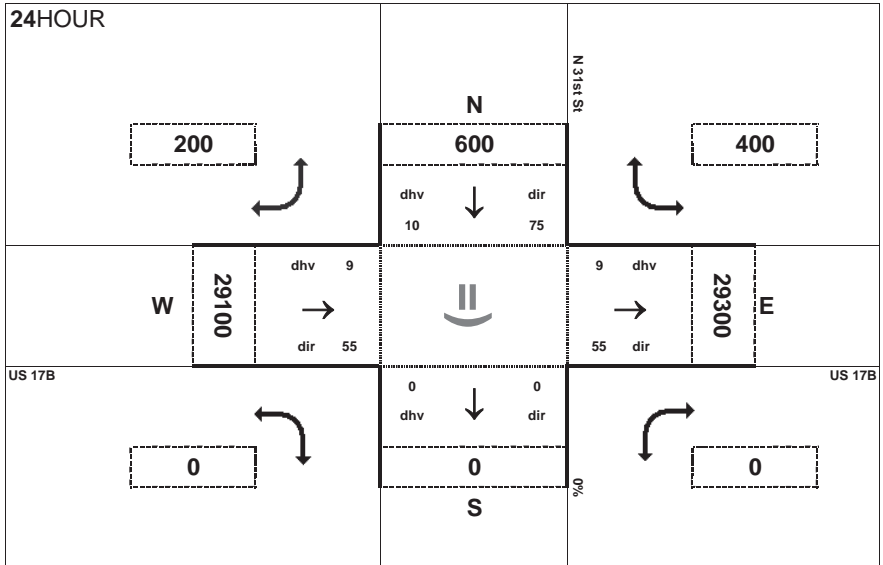 24HOUR
N 31st St
N
200
600
400
dhv dir
10 75
dhv 9
9 dhv
W
29100
29300
E
dir 55
55 dir
US 17B
US 17B
0 0
dhv dir
0
0
0
0%
S